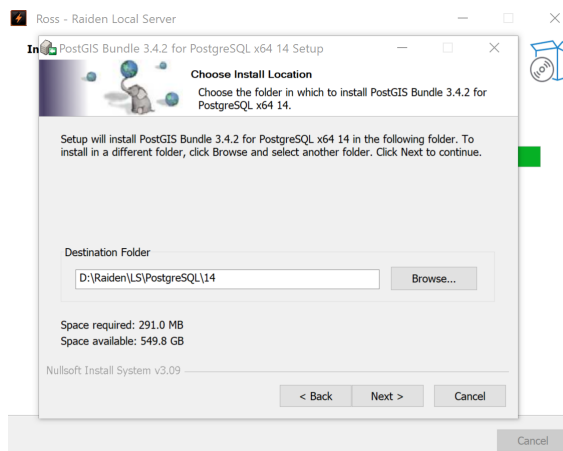 Ross - Raiden Local Server
In
PostGIS Bundle 3.4.2 for PostgreSQL x64 14 Setup
Choose Install Location
Choose the folder in which to install PostGIS Bundle 3.4.2 for
PostgreSQL x64 14.
Setup will install PostGIS Bundle 3.4.2 for PostgreSQL x64 14 in the following folder. To
install in a different folder, click Browse and select another folder. Click Next to continue.
Destination Folder
D:\Raiden\LS\PostgreSQL\14
Browse...
Space required: 291.0 MB
Space available: 549.8 GB
Nullsoft Install System v3.09
< Back
Next >
Cancel
Cancel